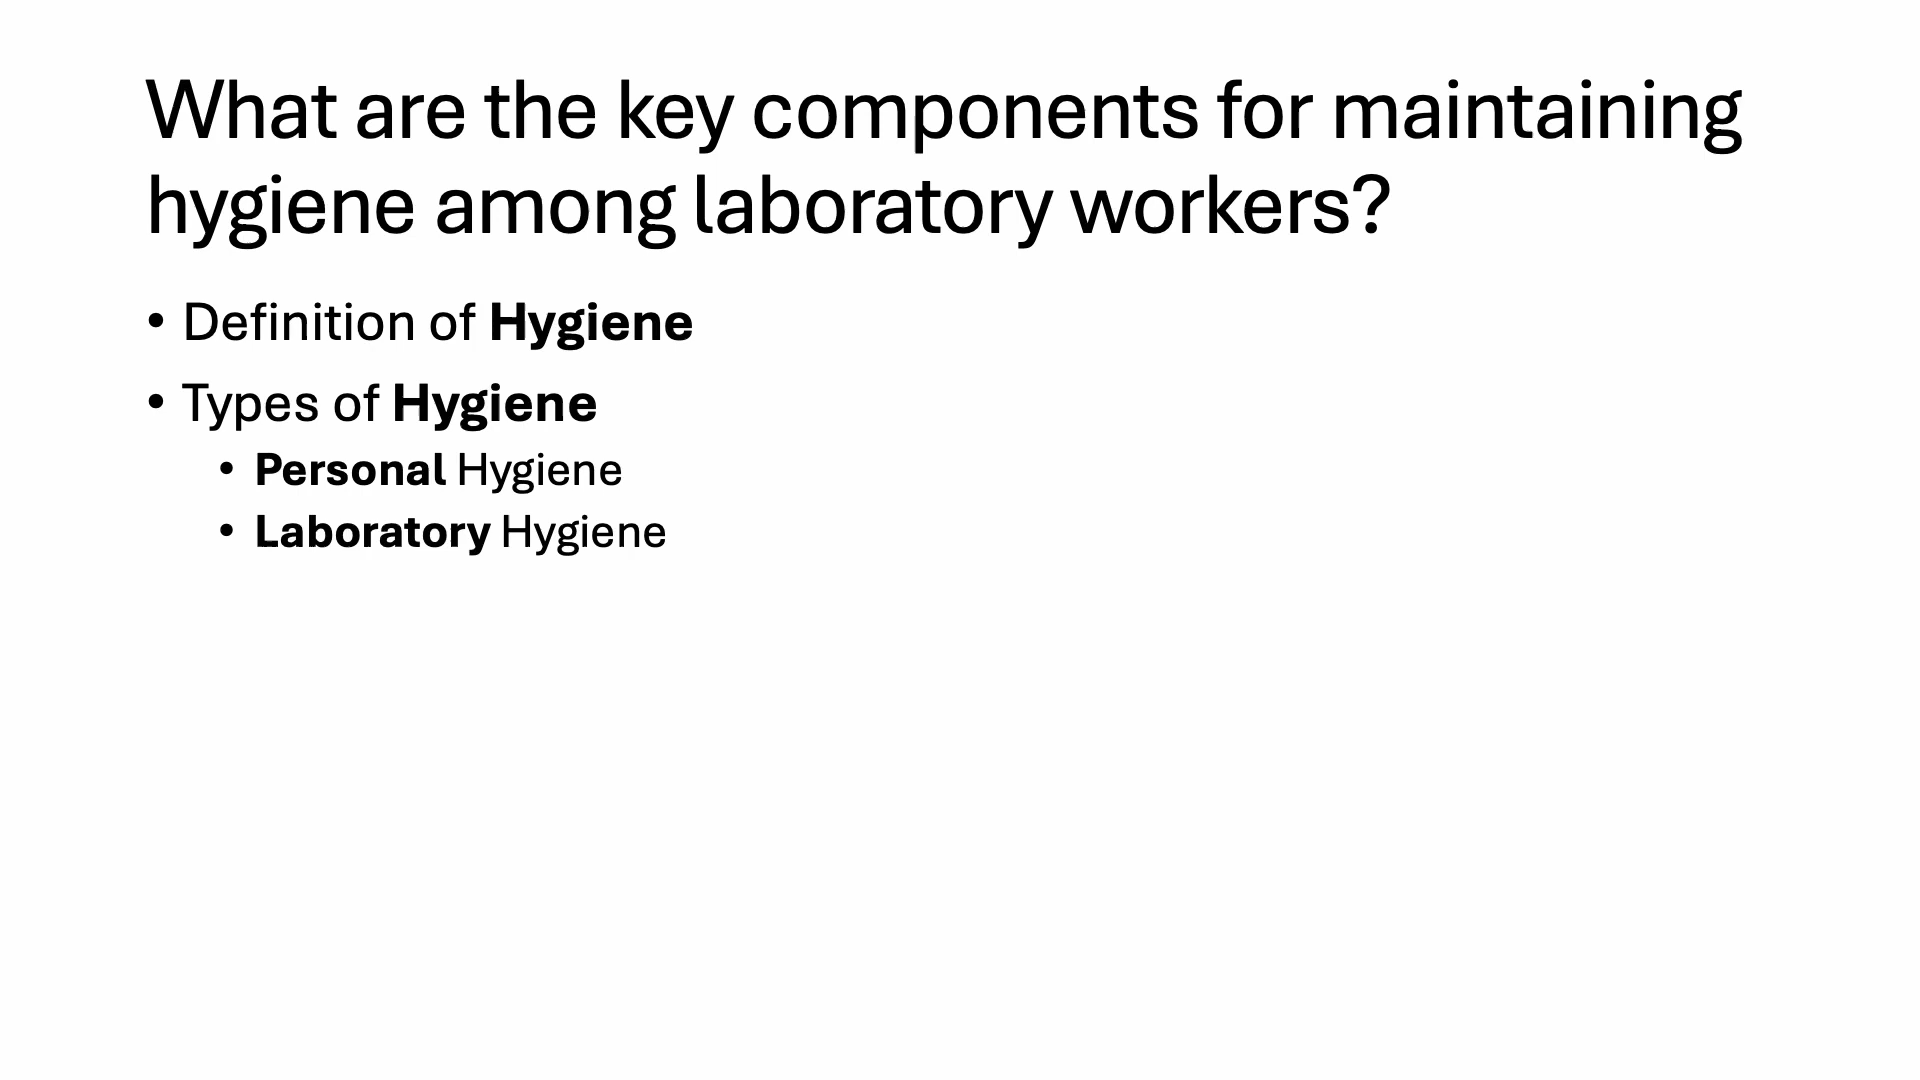 What are the key components for maintaining
hygiene among laboratory workers?
• Definition of Hygiene
• Types of Hygiene
• Personal Hygiene
• Laboratory Hygiene